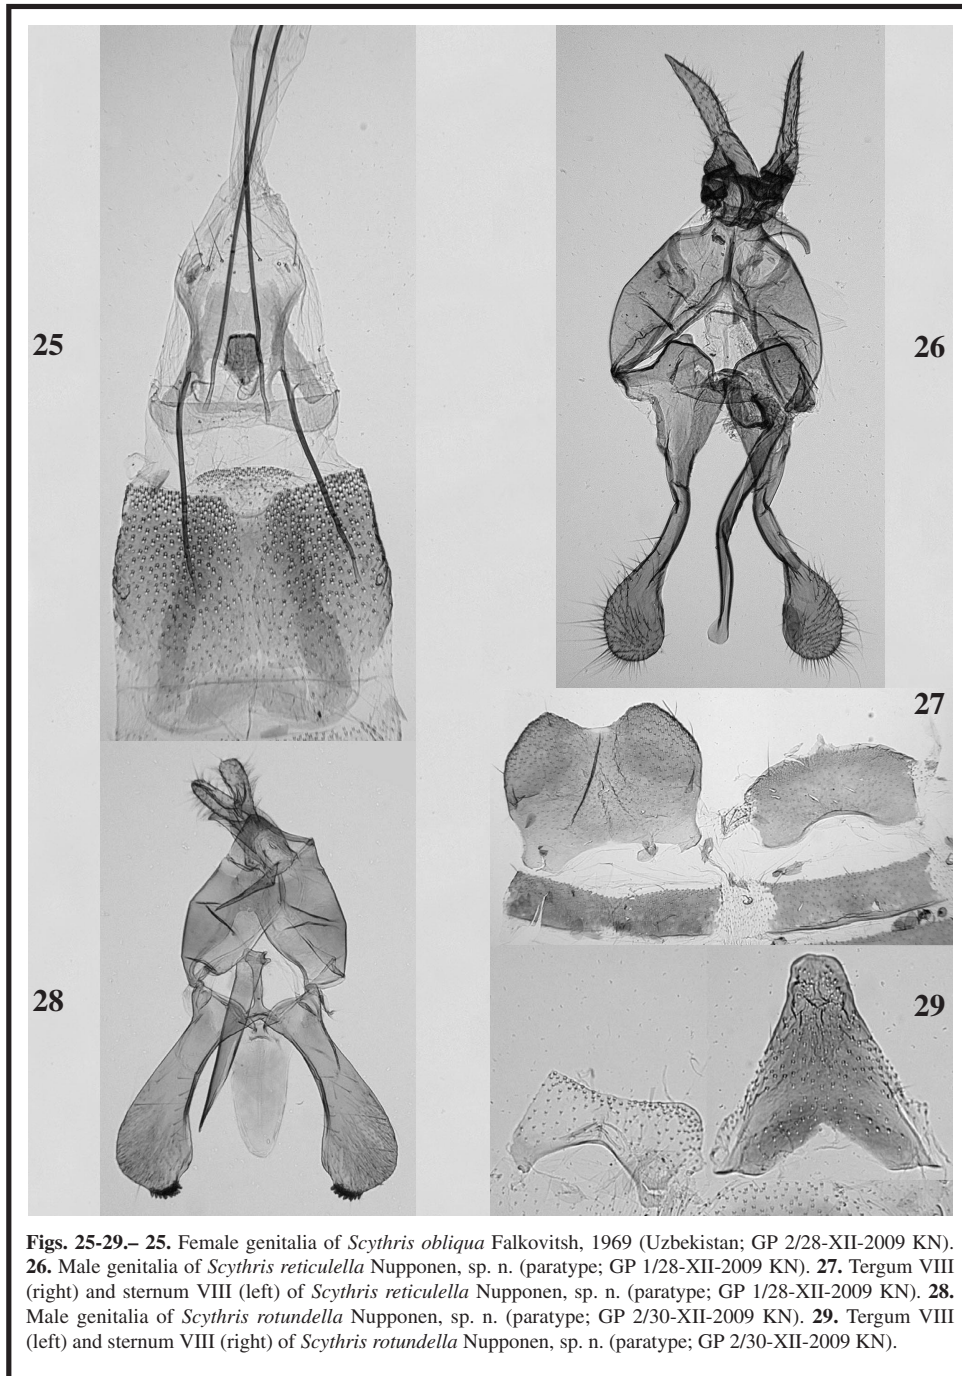 25
26
27
28
29
Figs. 25-29.– 25. Female genitalia of Scythris obliqua Falkovitsh, 1969 (Uzbekistan; GP 2/28-XII-2009 KN).
26. Male genitalia of Scythris reticulella Nupponen, sp. n. (paratype; GP 1/28-XII-2009 KN). 27. Tergum VIII
(right) and sternum VIII (left) of Scythris reticulella Nupponen, sp. n. (paratype; GP 1/28-XII-2009 KN). 28.
Male genitalia of Scythris rotundella Nupponen, sp. n. (paratype; GP 2/30-XII-2009 KN). 29. Tergum VIII
(left) and sternum VIII (right) of Scythris rotundella Nupponen, sp. n. (paratype; GP 2/30-XII-2009 KN).